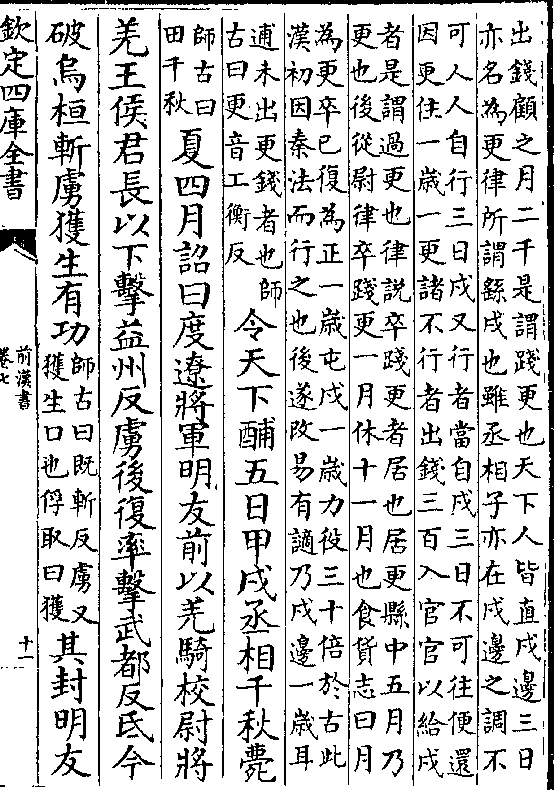 出錢顧之月二千是謂踐更也天下人皆直戍邊三日
亦名為更律所謂繇戍也雖丞相子亦在戍邊之調不
可人人自行三日戍又行者當自戍三日不可往便還
因更住一歲一更諸不行者出錢三百入官官以給戍
者是謂過更也律說卒踐更者居也居更縣中五月乃
更也後從尉律卒踐更一月休十一月也食貨志曰月
為更卒已復為正一歲屯戍一歲力役三十倍於古此
漢初因秦法而行之也後遂改易有謫乃戍邊一歲耳
逋未出更錢者也師
古曰更音工衡反
令天下酺五日甲戌丞相千秋薨
師古曰
田千秋
夏四月詔曰度遼將軍明友前以羌騎校尉將
羌王侯君長以下擊益州反虜後復率擊武都反氐今
破烏桓斬虜獲生有功
師古曰既斬反虜又
獲生口也俘取曰獲
其封明友
欽定四庫全書
前漢書
卷七
十一